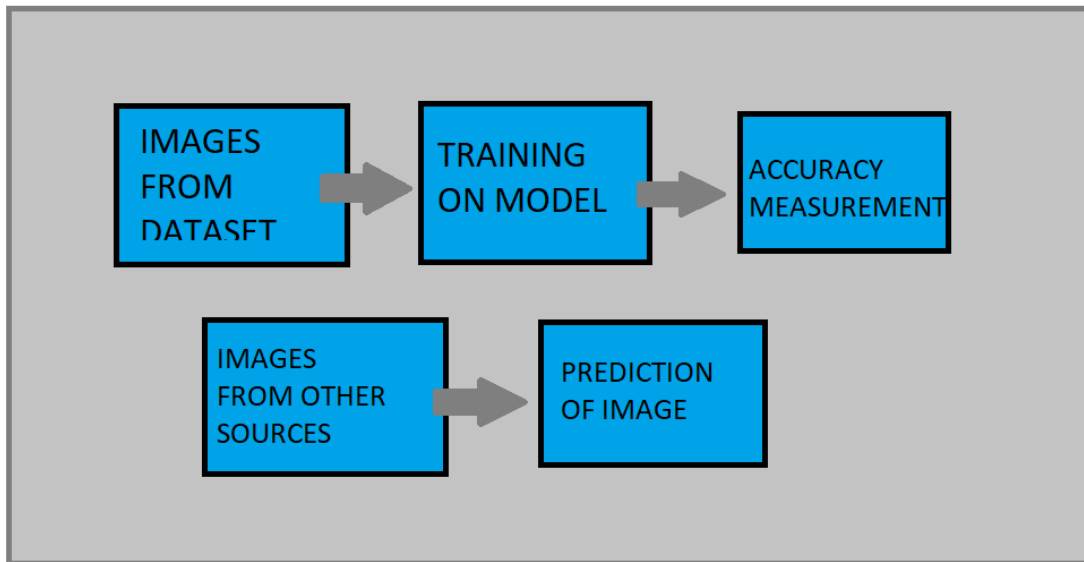 IMAGES
FROM
DATASET
TRAINING
ON MODEL
ACCURACY
MEASUREMENT
IMAGES
FROM OTHER
SOURCES
PREDICTION
OF IMAGE